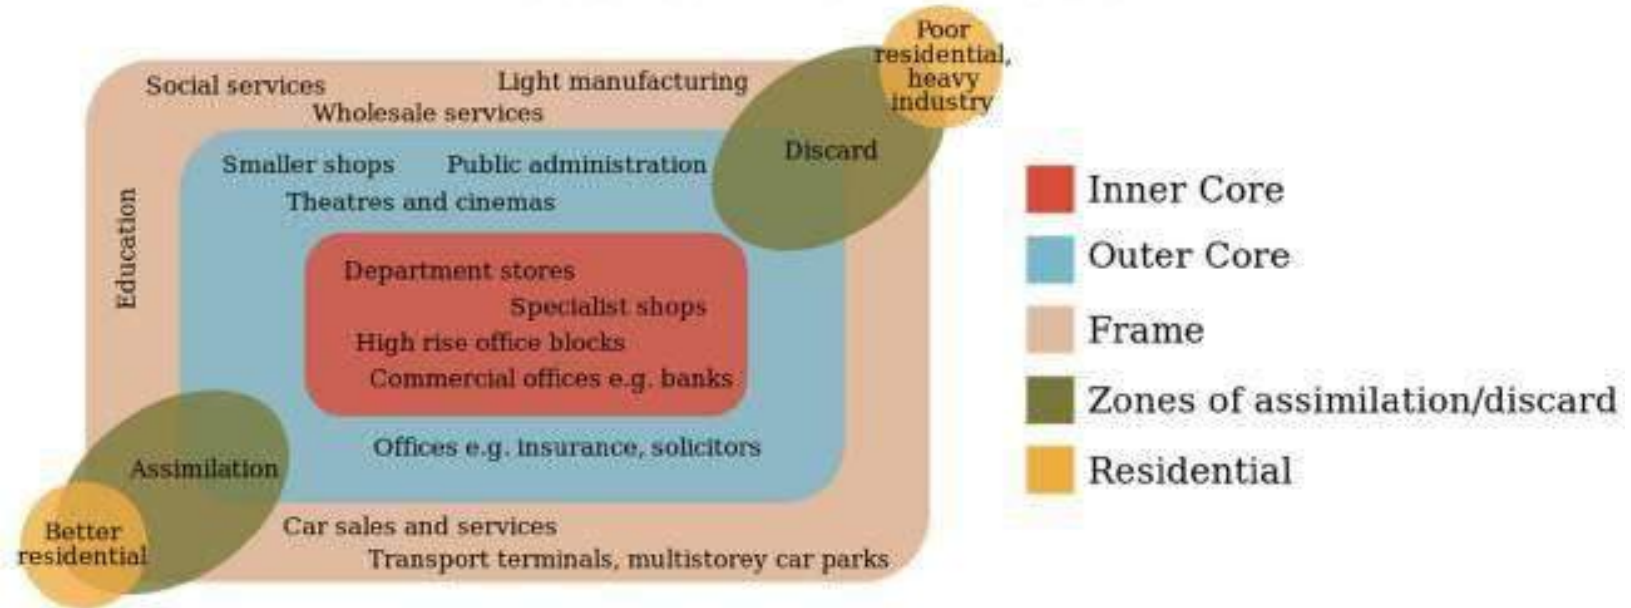 Poor
residential,
heavy
industry
Social services
Light manufacturing
Wholesale services
Discard
Smaller shops
Public administration
Theatres and cinemas
Education
Department stores
Specialist shops
High rise office blocks
Commercial offices e.g. banks
Offices e.g. insurance, solicitors
Assimilation
Better
residential
Car sales and services
Transport terminals, multistorey car parks
Inner Core
Outer Core
Frame
Zones of assimilation/discard
Residential